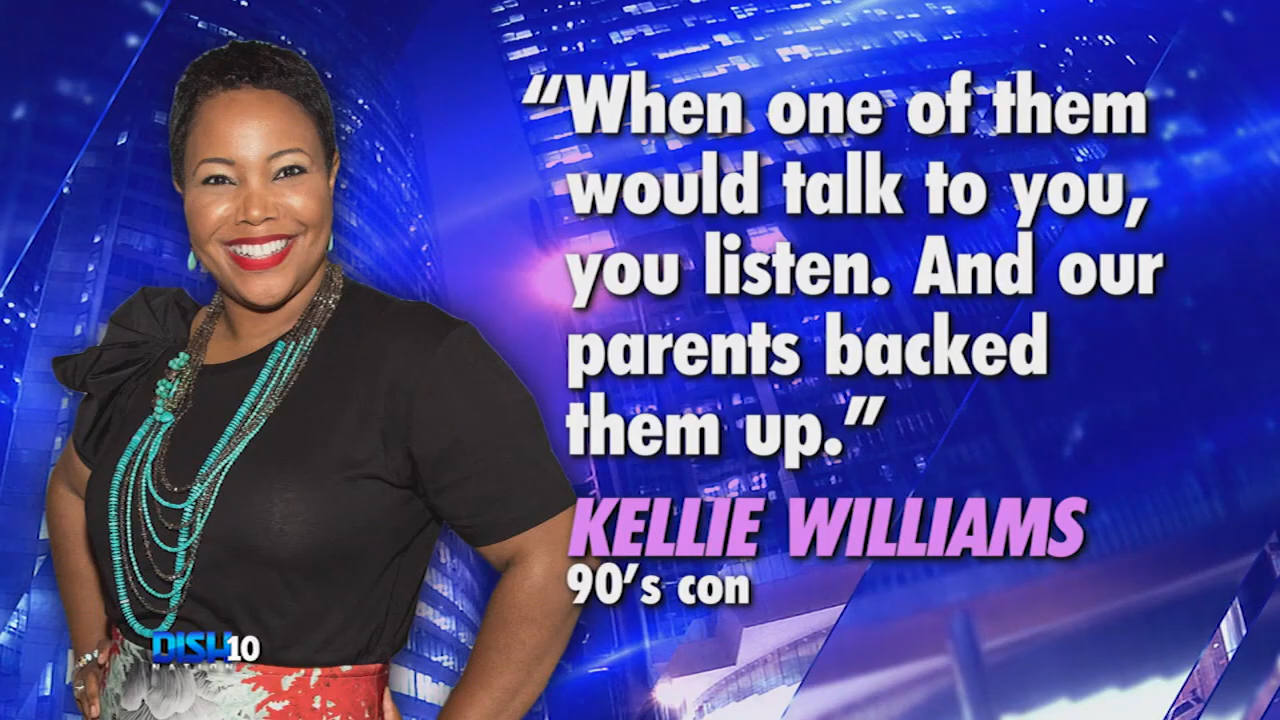 “When one of them
would talk to you,
you listen. And our
parents backed
them up.”
KELLIE WILLIAMS
90’s con
DISH10
NATION